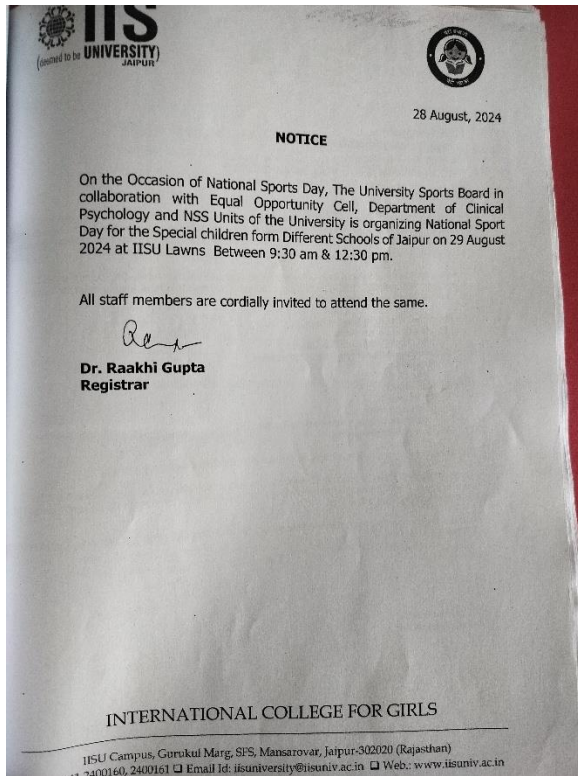 IIS
(deemed to be UNIVERSITY)
JAIPUR
28 August, 2024
NOTICE
On the Occasion of National Sports Day, The University Sports Board in
collaboration with Equal Opportunity Cell, Department of Clinical
Psychology and NSS Units of the University is organizing National Sport
Day for the Special children form Different Schools of Jaipur on 29 August
2024 at IISU Lawns Between 9:30 am & 12:30 pm.
All staff members are cordially invited to attend the same.
Dr. Raakhi Gupta
Registrar
INTERNATIONAL COLLEGE FOR GIRLS
IISU Campus, Gurukul Marg, SFS, Mansarovar, Jaipur-302020 (Rajasthan)
2400160, 2400161 ❑ Email Id: iisuniversity@iisuniv.ac.in ❑ Web.: www.iisuniv.ac.in